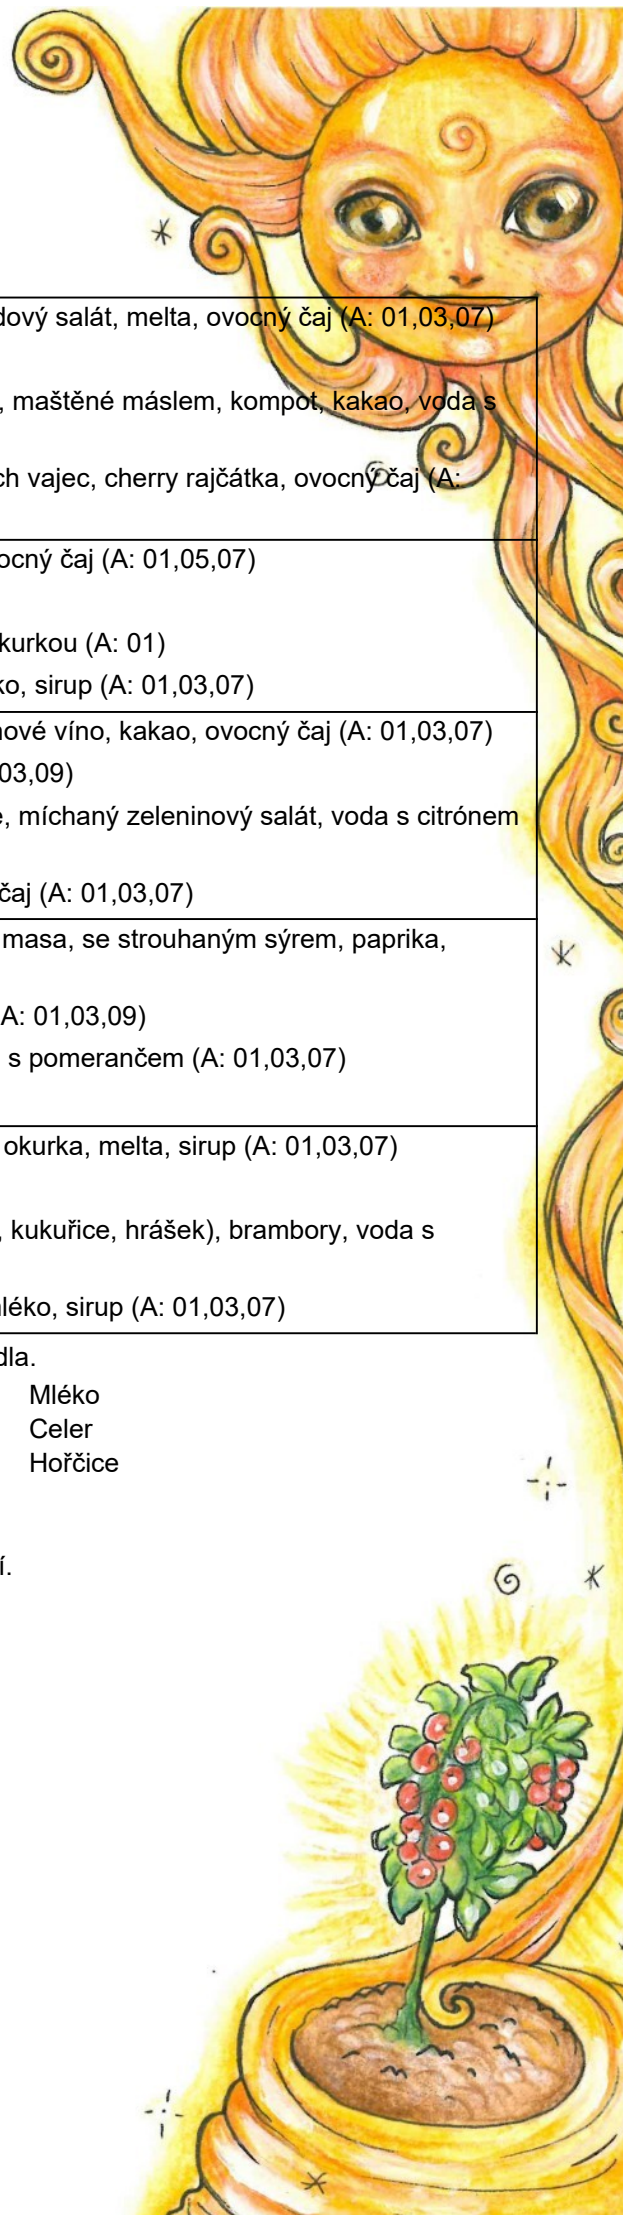 dový salát, melta, ovocný čaj (A: 01,03,07)
, maštěné máslem, kompot, kakao, voda s
ch vajec, cherry rajčátka, ovocný čaj (A:
ocný čaj (A: 01,05,07)
kurkou (A: 01)
ko, sirup (A: 01,03,07)
nové víno, kakao, ovocný čaj (A: 01,03,07)
03,09)
e, míchaný zeleninový salát, voda s citrónem
čaj (A: 01,03,07)
masa, se strouhaným sýrem, paprika,
A: 01,03,09)
s pomerančem (A: 01,03,07)
okurka, melta, sirup (A: 01,03,07)
, kukuřice, hrášek), brambory, voda s
mléko, sirup (A: 01,03,07)
dla.
Mléko
Celer
Hořčice
í.